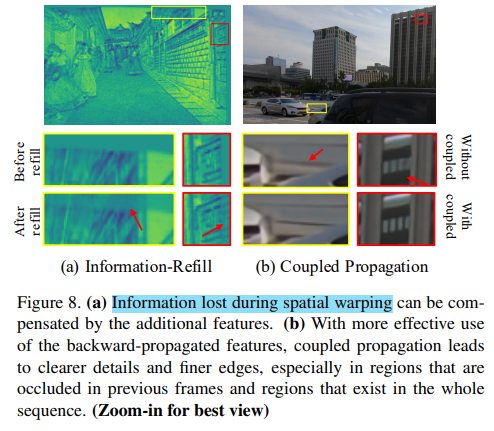 Before
refill
After
refill
Without
coupled
With
coupled
(a) Information-Refill (b) Coupled Propagation
Figure 8. (a) Information lost during spatial warping can be com-
pensated by the additional features. (b) With more effective use
of the backward-propagated features, coupled propagation leads
to clearer details and finer edges, especially in regions that are
occluded in previous frames and regions that exist in the whole
sequence. (Zoom-in for best view)